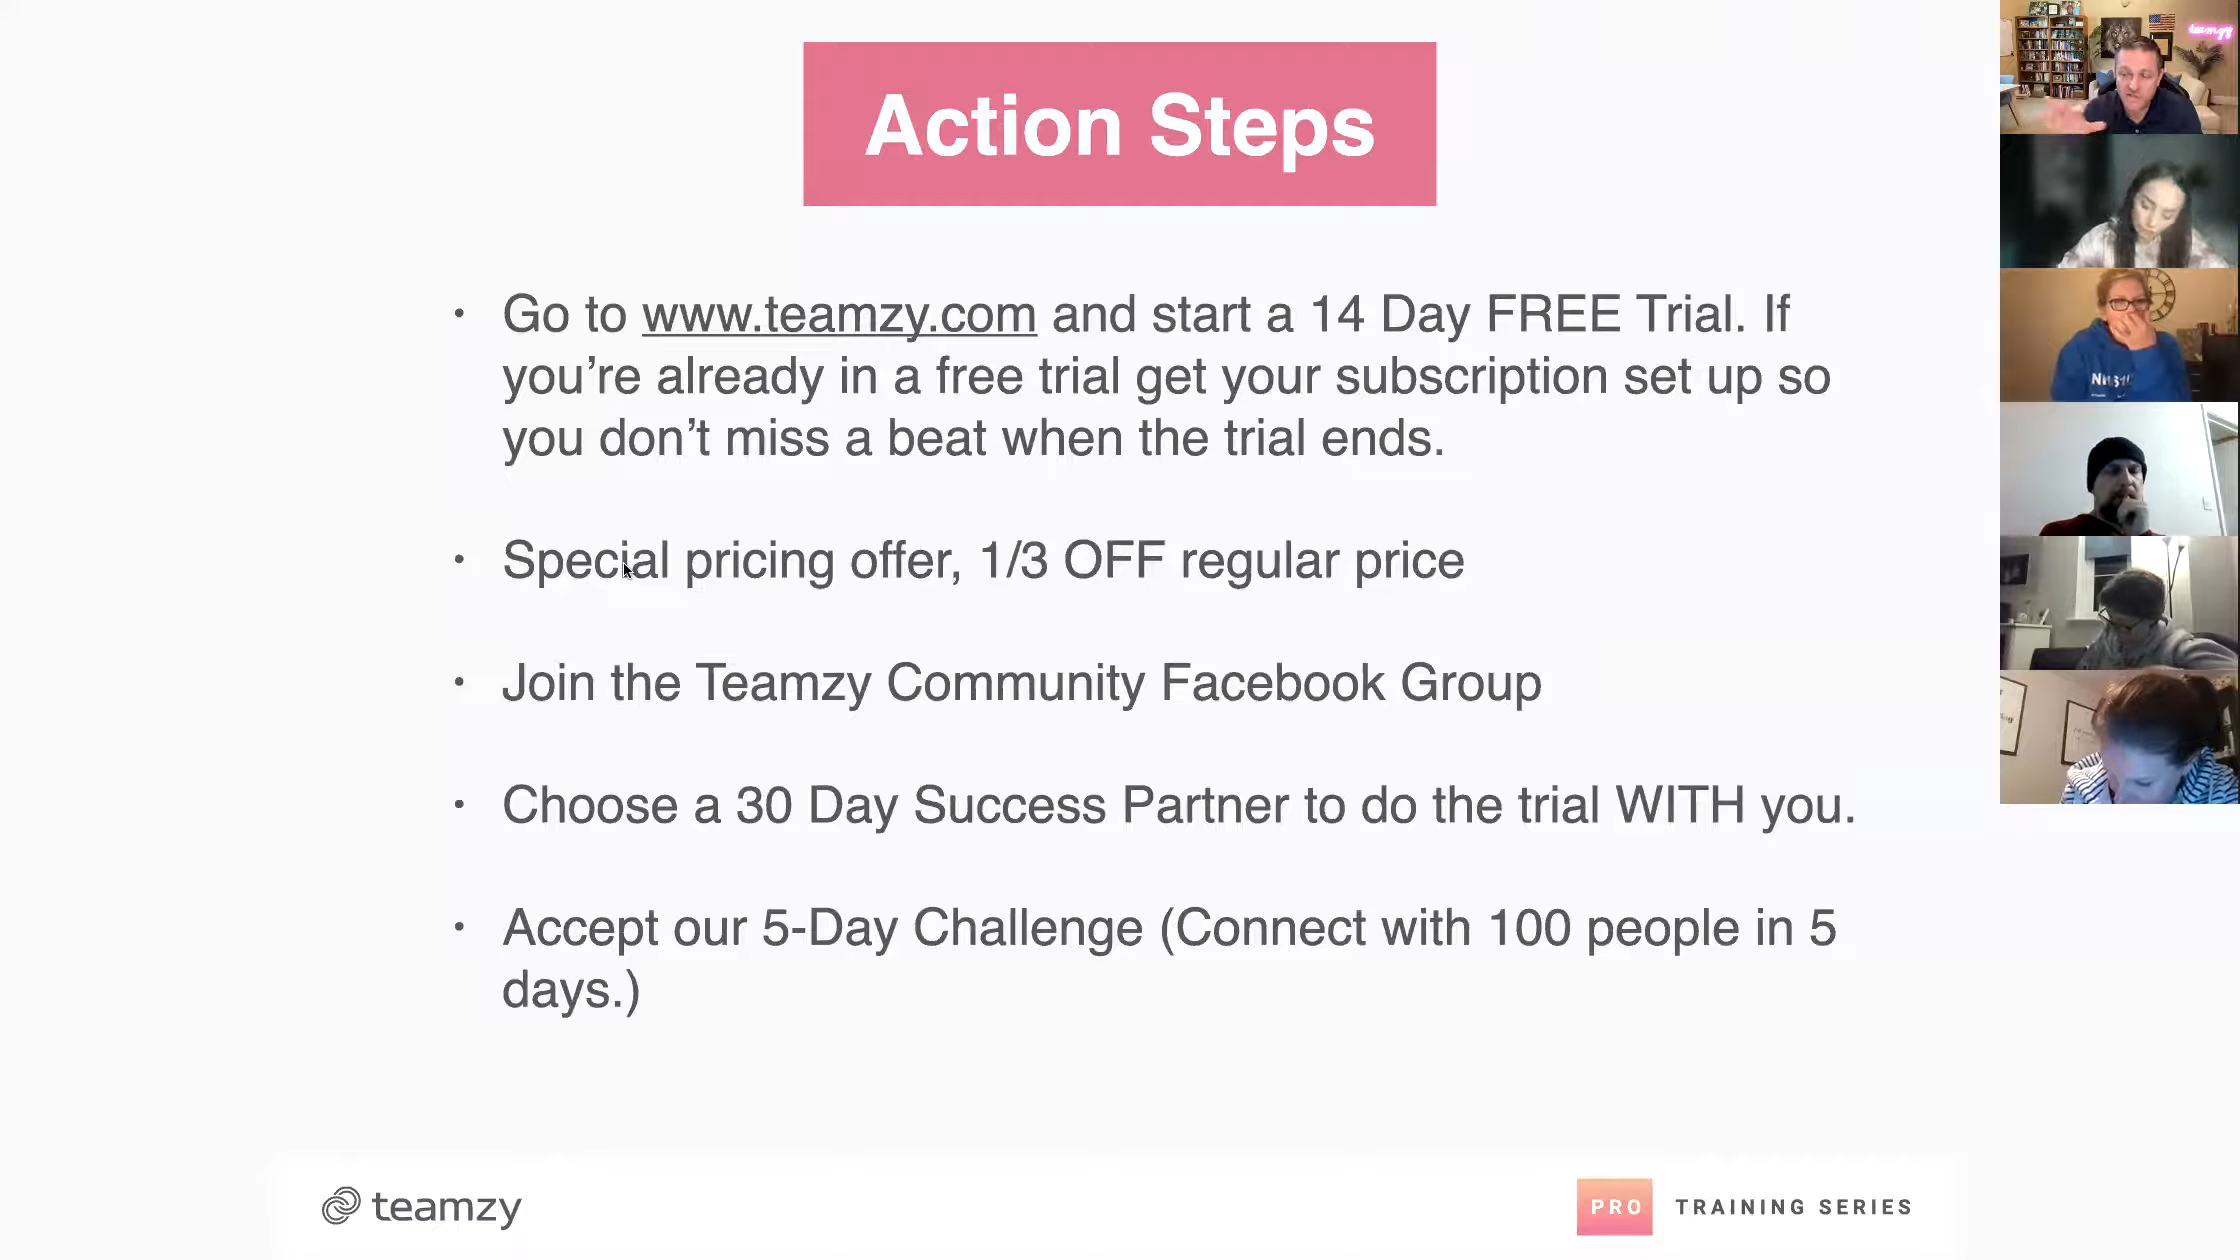 Action Steps
teamzy
• Go to www.teamzy.com and start a 14 Day FREE Trial. If
you’re already in a free trial get your subscription set up so
you don’t miss a beat when the trial ends.
• Special pricing offer, 1/3 OFF regular price
• Join the Teamzy Community Facebook Group
• Choose a 30 Day Success Partner to do the trial WITH you.
• Accept our 5-Day Challenge (Connect with 100 people in 5
days.)
teamzy
PRO TRAINING SERIES